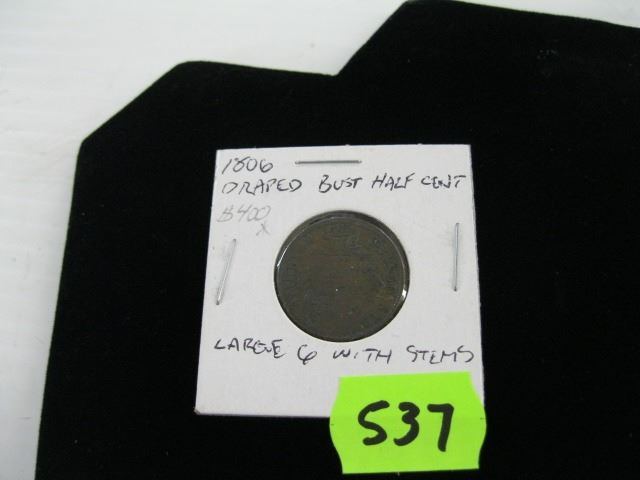 1806
DRAPED BUST HALF CENT
$400
x
LARGE 6 WITH STEMS
537